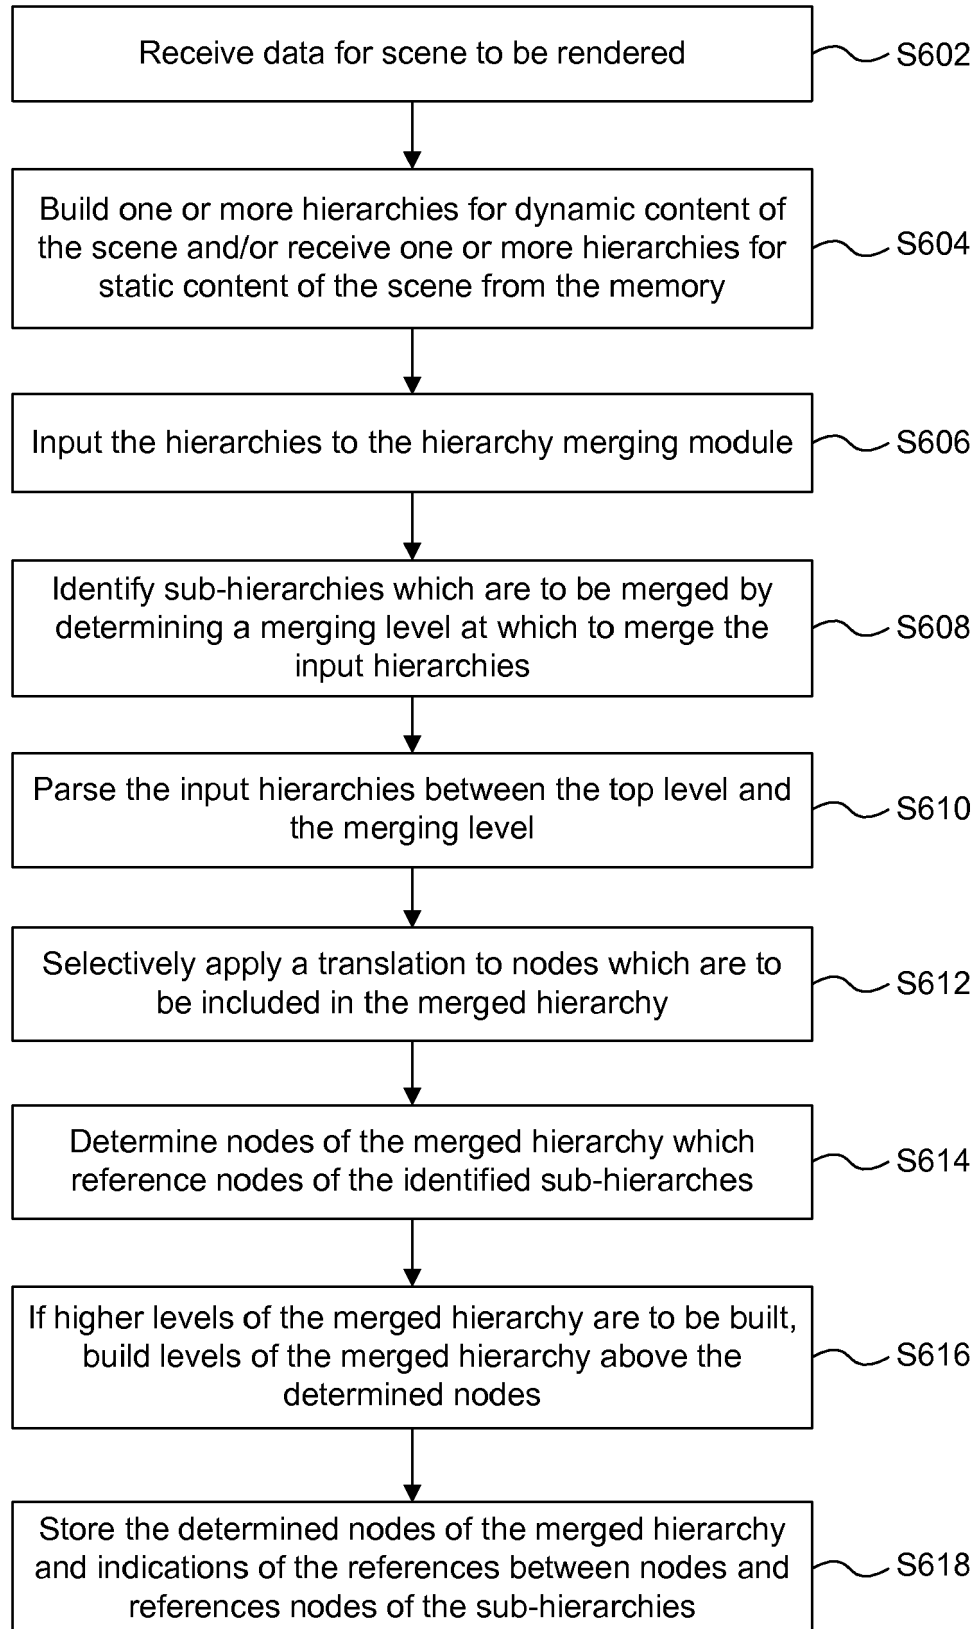 Receive data for scene to be rendered
S602
Build one or more hierarchies for dynamic content of
the scene and/or receive one or more hierarchies for
static content of the scene from the memory
S604
Input the hierarchies to the hierarchy merging module
S606
Identify sub-hierarchies which are to be merged by
determining a merging level at which to merge the
input hierarchies
S608
Parse the input hierarchies between the top level and
the merging level
S610
Selectively apply a translation to nodes which are to
be included in the merged hierarchy
S612
Determine nodes of the merged hierarchy which
reference nodes of the identified sub-hierarches
S614
If higher levels of the merged hierarchy are to be built,
build levels of the merged hierarchy above the
determined nodes
S616
Store the determined nodes of the merged hierarchy
and indications of the references between nodes and
references nodes of the sub-hierarchies
S618